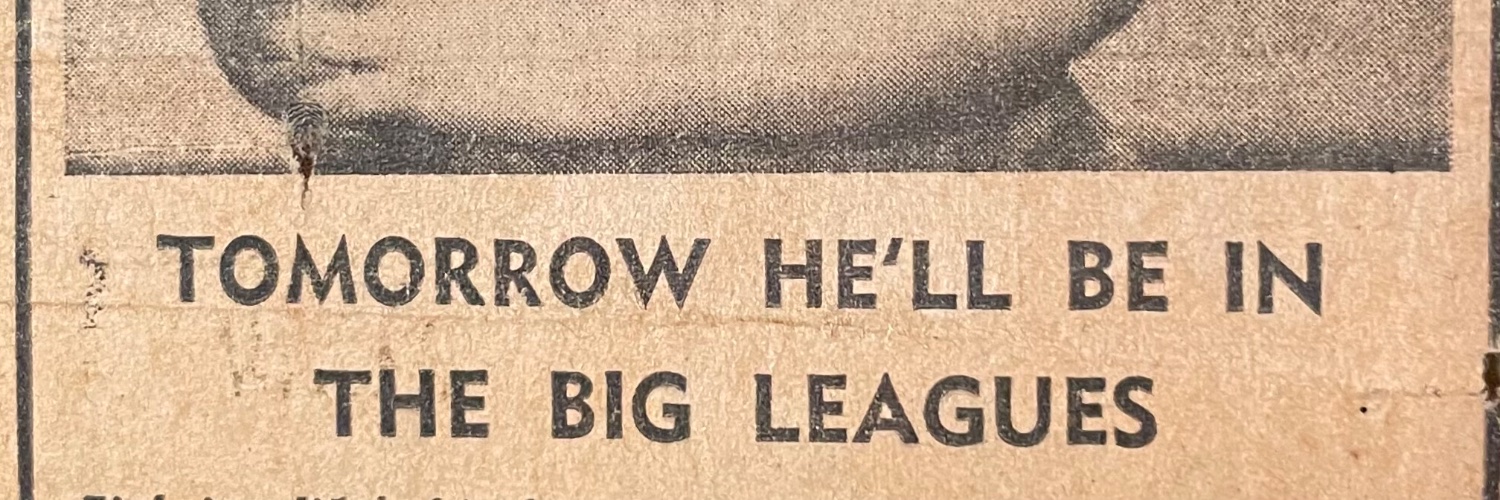 TOMORROW HE'LL BE IN
THE BIG LEAGUES